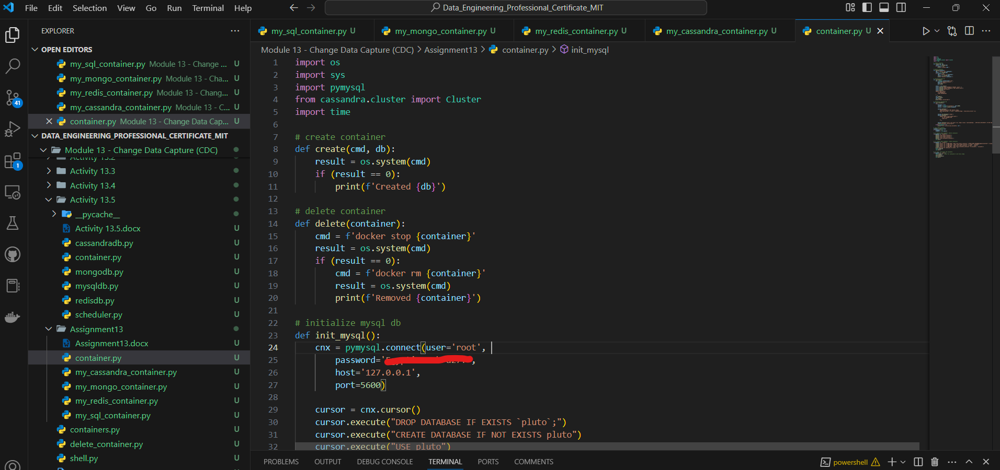 File Edit Selection View Go Run Terminal Help
Data_Engineering_Professional_Certificate_MIT
EXPLORER
OPEN EDITORS
my_sql_container.py Module 13 - Change ... U
my_mongo_container.py Module 13 - Cha... U
my_redis_container.py Module 13 - Chang... U
my_cassandra_container.py Module 13 - C... U
container.py Module 13 - Change Data Cap... U
DATA_ENGINEERING_PROFESSIONAL_CERTIFICATE_MIT
Module 13 - Change Data Capture (CDC)
Activity 13.2
Activity 13.3
Activity 13.4
Activity 13.5
__pycache__
Activity 13.5.docx U
cassandradb.py U
container.py U
mongodb.py U
mysqldb.py U
redisdb.py U
scheduler.py U
Assignment13
Assignment13.docx U
container.py U
my_cassandra_container.py U
my_mongo_container.py U
my_redis_container.py U
my_sql_container.py U
containers.py U
delete_container.py U
shell.py U
41
1
my_sql_container.py U my_mongo_container.py U my_redis_container.py U my_cassandra_container.py U container.py U
Module 13 - Change Data Capture (CDC) > Assignment13 > container.py > init_mysql
1 import os
2 import sys
3 import pymysql
4 from cassandra.cluster import Cluster
5 import time
6
7 # create container
8 def create(cmd, db):
9 result = os.system(cmd)
10 if (result == 0):
11 print(f'Created {db}')
12
13 # delete container
14 def delete(container):
15 cmd = f'docker stop {container}'
16 result = os.system(cmd)
17 if (result == 0):
18 cmd = f'docker rm {container}'
19 result = os.system(cmd)
20 print(f'Removed {container}')
21
22 # initialize mysql db
23 def init_mysql():
24 cnx = pymysql.connect(user='root',
25 password=' ',
26 host='127.0.0.1',
27 port=5600)
28
29 cursor = cnx.cursor()
30 cursor.execute("DROP DATABASE IF EXISTS `pluto`;")
31 cursor.execute("CREATE DATABASE IF NOT EXISTS pluto")
32 cursor.execute("USE pluto")
PROBLEMS OUTPUT DEBUG CONSOLE TERMINAL PORTS COMMENTS
powershell